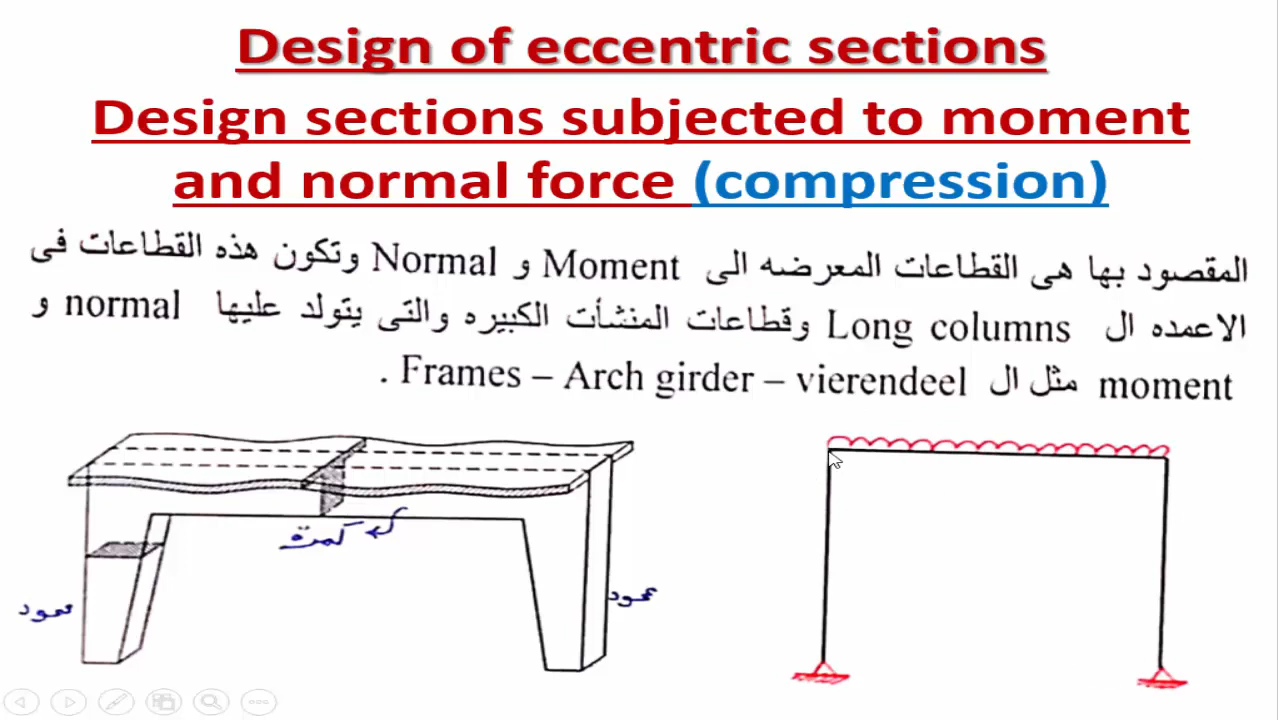 Design of eccentric sections
Design sections subjected to moment
and normal force (compression)
المقصود بها هى القطاعات المعرضه الى Moment و Normal وتكون هذه القطاعات فى
الاعمده ال Long columns وقطاعات المنشأت الكبيره والتى يتولد عليها normal و
moment مثل ال Frames – Arch girder – vierendeel .
كمرة
عمود
عمود